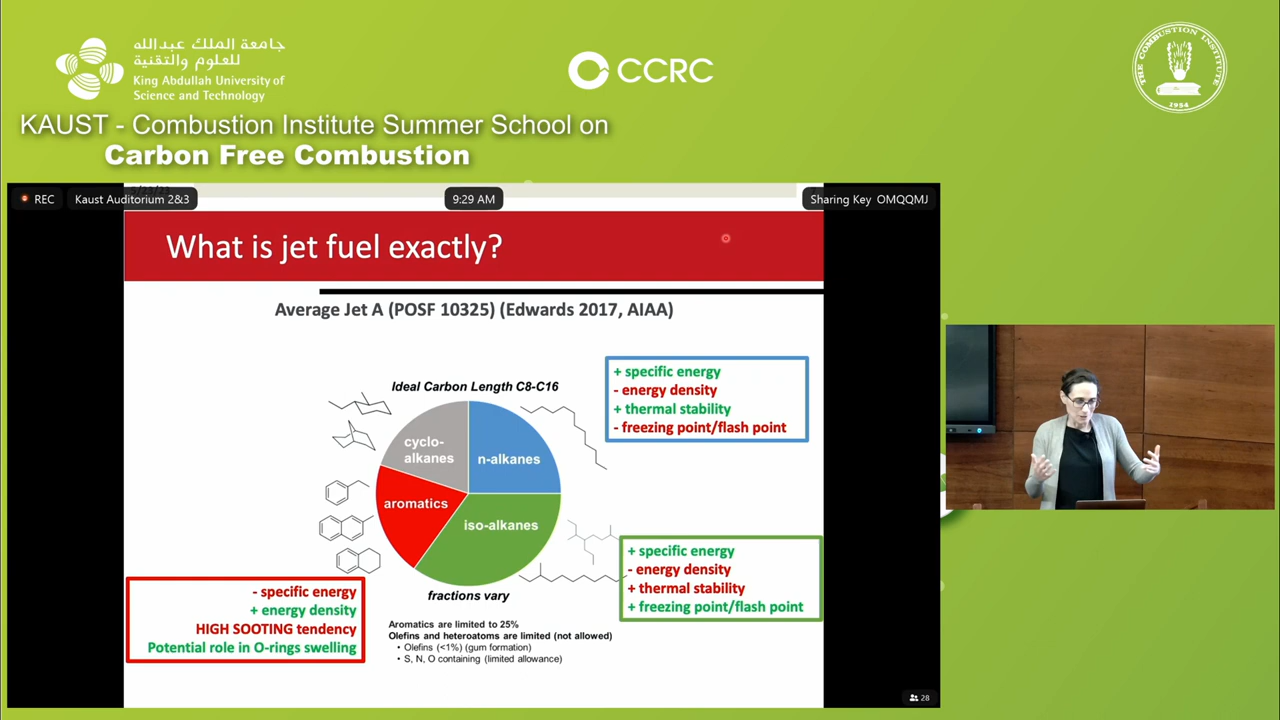 جامعة الملك عبدالله
للعلوم والتقنية
King Abdullah University of
Science and Technology
CCRC
THE COMBUSTION INSTITUTE
1954
KAUST - Combustion Institute Summer School on
Carbon Free Combustion
REC
Kaust Auditorium 2&3
9:29 AM
Sharing Key OMQQMJ
What is jet fuel exactly?
Average Jet A (POSF 10325) (Edwards 2017, AIAA)
Ideal Carbon Length C8-C16
+ specific energy
- energy density
+ thermal stability
- freezing point/flash point
cyclo-
alkanes
n-alkanes
aromatics
iso-alkanes
+ specific energy
- energy density
+ thermal stability
+ freezing point/flash point
- specific energy
+ energy density
HIGH SOOTING tendency
Potential role in O-rings swelling
fractions vary
Aromatics are limited to 25%
Olefins and heteroatoms are limited (not allowed)
• Olefins (<1%) (gum formation)
• S, N, O containing (limited allowance)
28